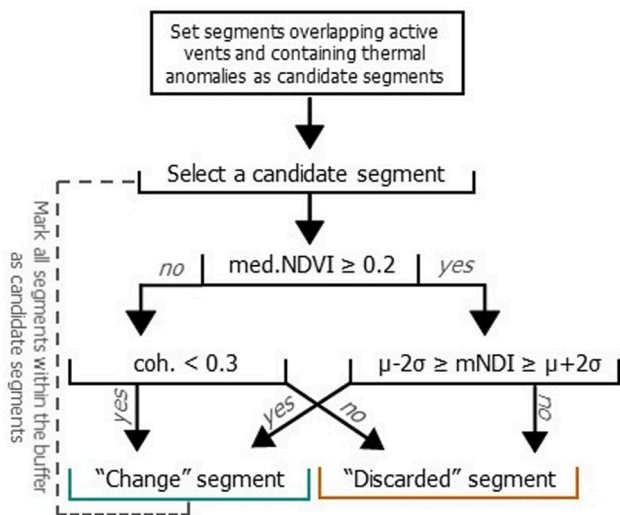 Set segments overlapping active
vents and containing thermal
anomalies as candidate segments
Select a candidate segment
Mark all segments within the buffer
as candidate segments
no
med.NDVI ≥ 0.2
yes
coh. < 0.3
μ-2σ ≥ mNDI ≥ μ+2σ
yes
yes
no
no
“Change” segment
“Discarded” segment